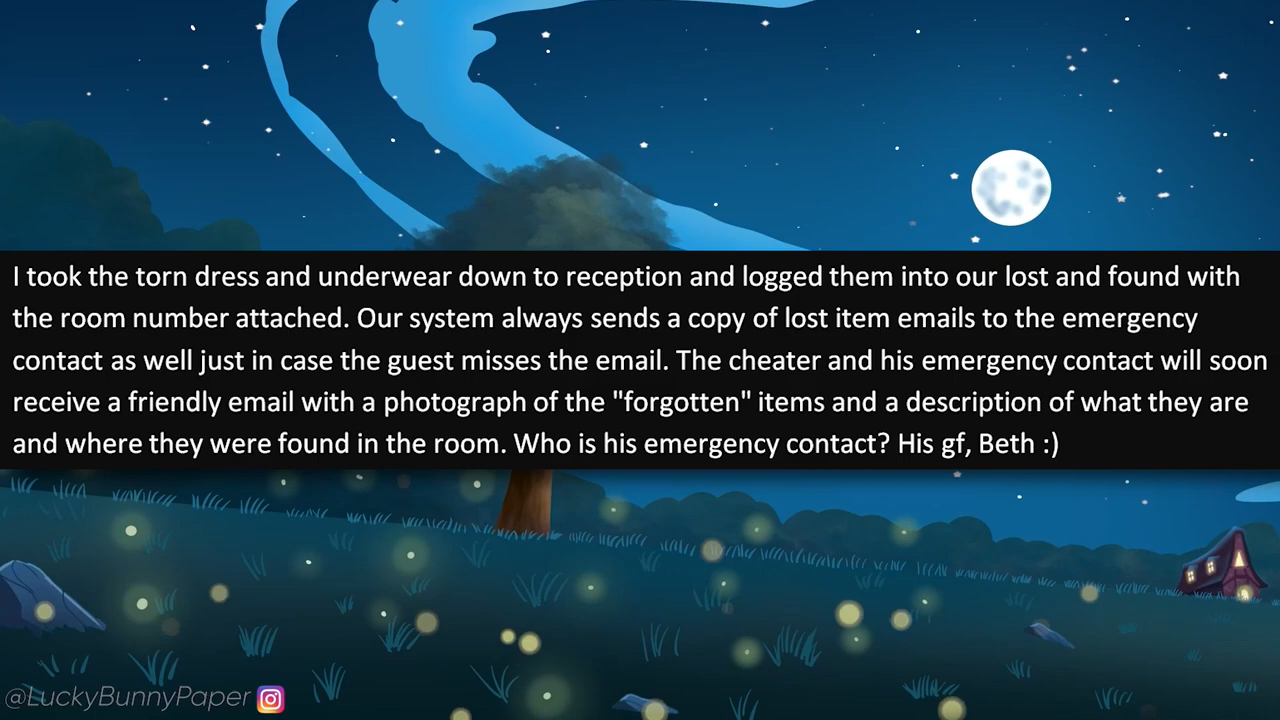 I took the torn dress and underwear down to reception and logged them into our lost and found with
the room number attached. Our system always sends a copy of lost item emails to the emergency
contact as well just in case the guest misses the email. The cheater and his emergency contact will soon
receive a friendly email with a photograph of the "forgotten" items and a description of what they are
and where they were found in the room. Who is his emergency contact? His gf, Beth :)
@LuckyBunnyPaper